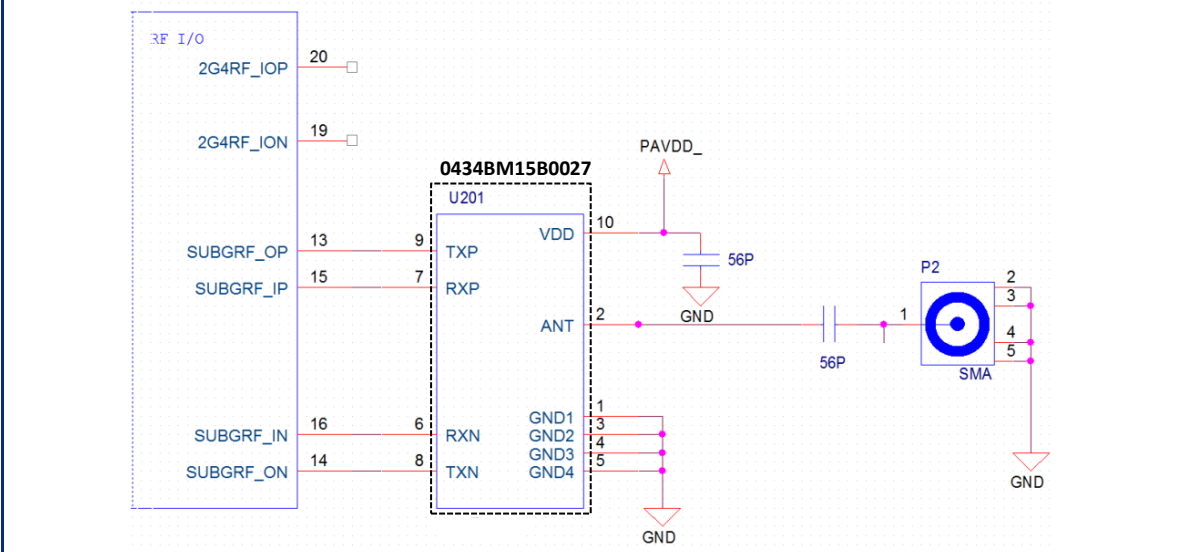 RF I/O
2G4RF_IOP
20
2G4RF_ION
19
PAVDD_
0434BM15B0027
U201
VDD
10
SUBGRF_OP
13
9
TXP
56P
SUBGRF_IP
15
7
RXP
P2
2
3
GND
ANT
2
1
4
5
56P
SMA
GND1
1
SUBGRF_IN
16
6
RXN
GND2
3
GND3
4
SUBGRF_ON
14
8
TXN
GND4
5
GND
GND